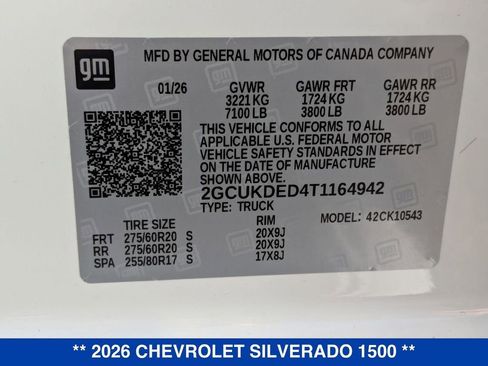 gm
MFD BY GENERAL MOTORS OF CANADA COMPANY
01/26 GVWR GAWR FRT GAWR RR
3221 KG 1724 KG 1724 KG
7100 LB 3800 LB 3800 LB
THIS VEHICLE CONFORMS TO ALL
APPLICABLE U.S. FEDERAL MOTOR
VEHICLE SAFETY STANDARDS IN EFFECT
ON THE DATE OF MANUFACTURE
SHOWN ABOVE.
2GCUKDED4T1164942
TYPE: TRUCK MODEL: 42CK10543
TIRE SIZE RIM
FRT 275/60R20 S 20X9J
RR 275/60R20 S 20X9J
SPA 255/80R17 S 17X8J
** 2026 CHEVROLET SILVERADO 1500 **